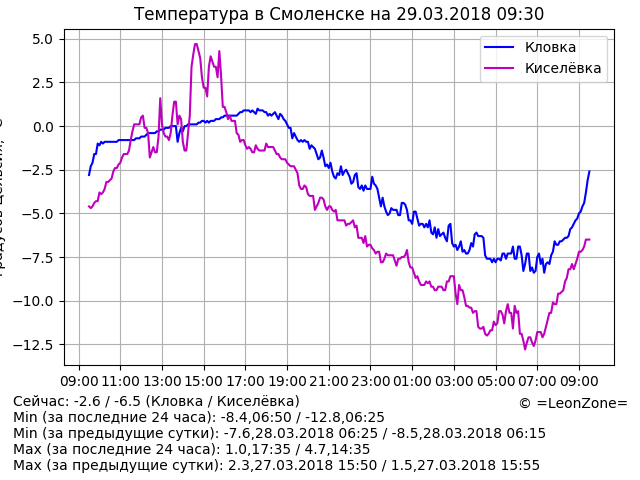 Температура в Смоленске на 29.03.2018 09:30
5.0
2.5
0.0
−2.5
−5.0
−7.5
−10.0
−12.5
Кловка
Киселёвка
09:00 11:00 13:00 15:00 17:00 19:00 21:00 23:00 01:00 03:00 05:00 07:00 09:00
Сейчас: -2.6 / -6.5 (Кловка / Киселёвка)
© =LeonZone=
Min (за последние 24 часа): -8.4,06:50 / -12.8,06:25
Min (за предыдущие сутки): -7.6,28.03.2018 06:25 / -8.5,28.03.2018 06:15
Max (за последние 24 часа): 1.0,17:35 / 4.7,14:35
Max (за предыдущие сутки): 2.3,27.03.2018 15:50 / 1.5,27.03.2018 15:55